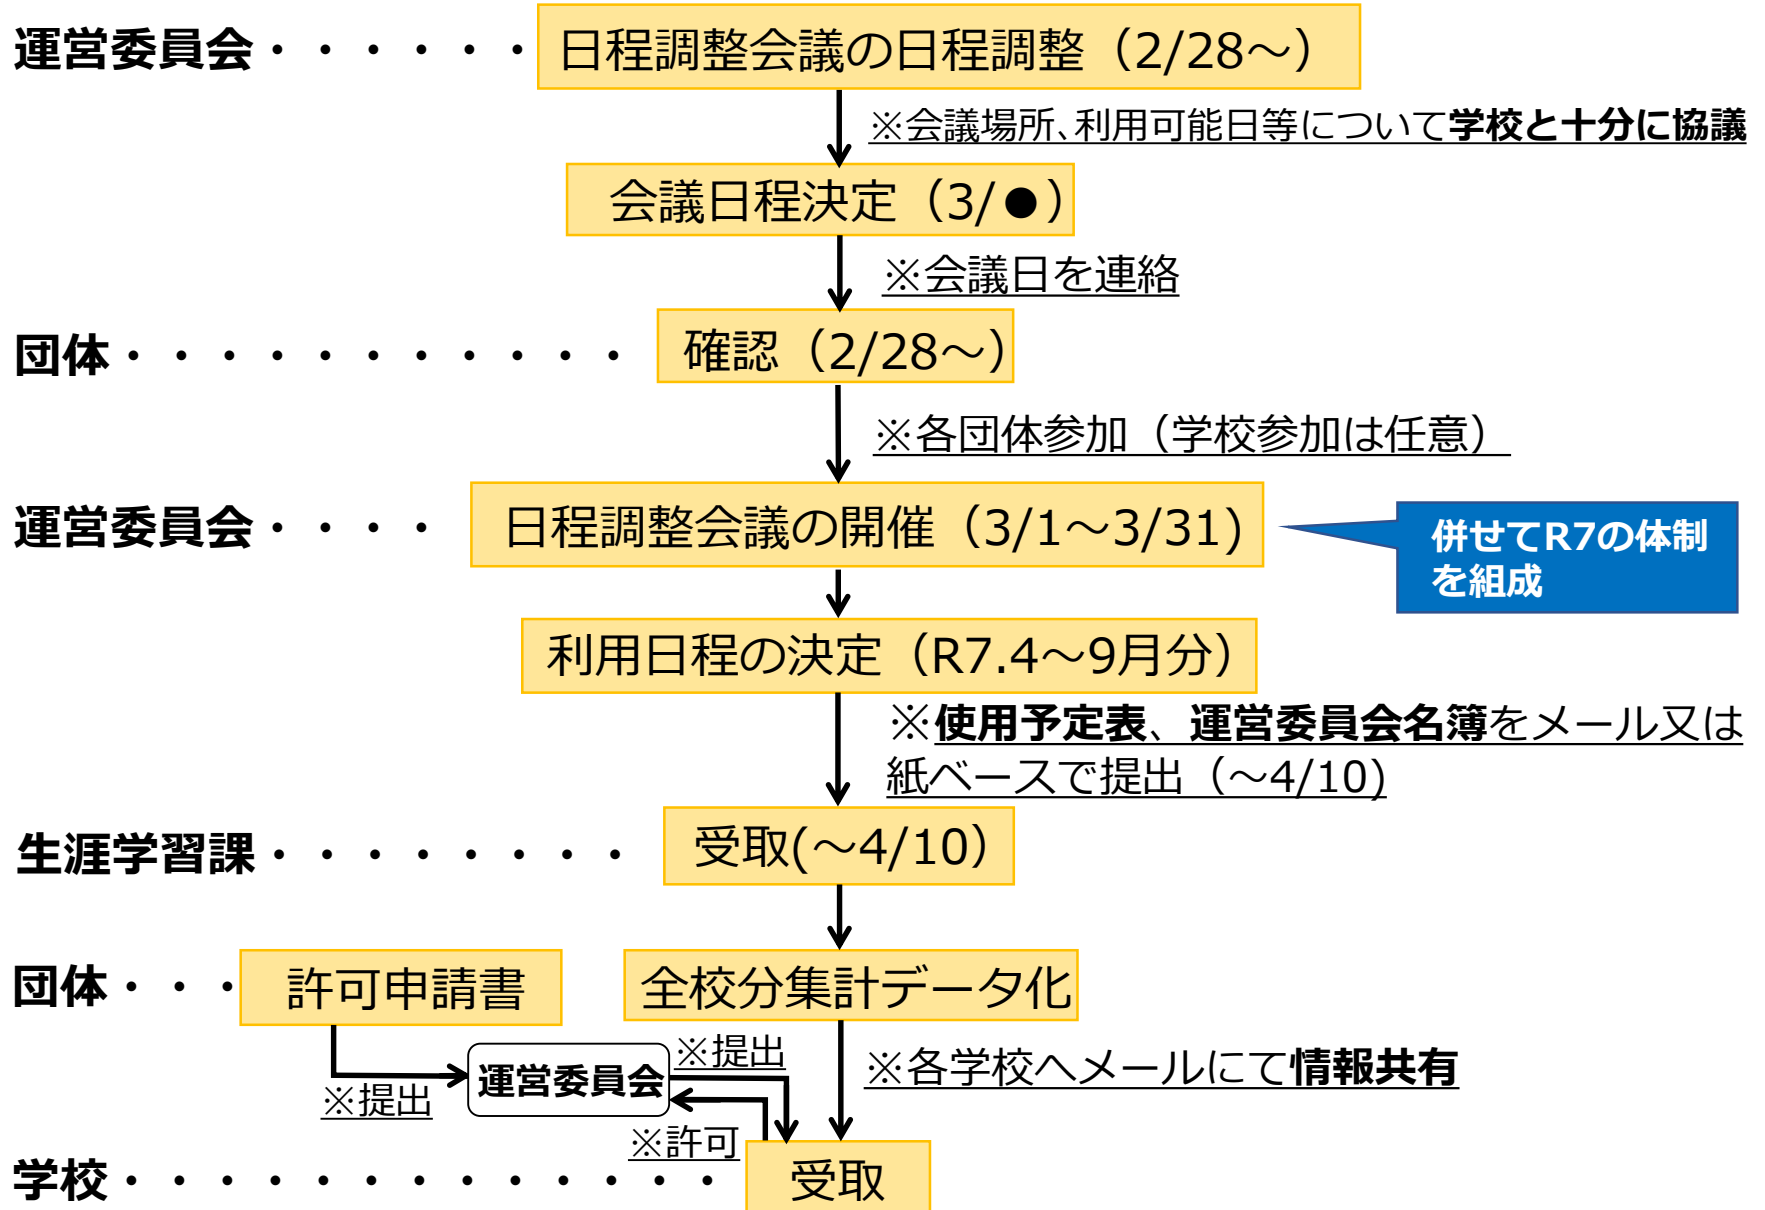 運営委員会・・・・・・日程調整会議の日程調整（2/28～）
※会議場所、利用可能日等について学校と十分に協議
会議日程決定（3/●）
※会議日を連絡
団体・・・・・・・・・・・確認（2/28～）
※各団体参加（学校参加は任意）
運営委員会・・・・日程調整会議の開催（3/1～3/31)
併せてR7の体制
を組成
利用日程の決定（R7.4～9月分）
※使用予定表、運営委員会名簿をメール又は
紙ベースで提出（～4/10)
生涯学習課・・・・・・・・受取(～4/10）
団体・・・許可申請書
全校分集計データ化
※提出
運営委員会
※提出
※各学校へメールにて情報共有
※許可
学校・・・・・・・・・・・・・受取